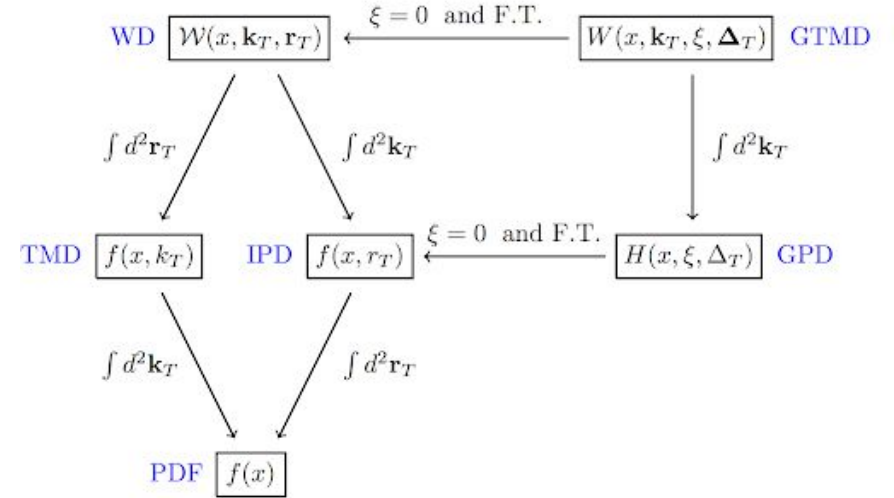 ξ = 0 and F.T.
WD 𝒲(x, k_T, r_T) W(x, k_T, ξ, Δ_T) GTMD
∫ d²r_T ∫ d²k_T ∫ d²k_T
ξ = 0 and F.T.
TMD f(x, k_T) IPD f(x, r_T) H(x, ξ, Δ_T) GPD
∫ d²k_T ∫ d²r_T
PDF f(x)